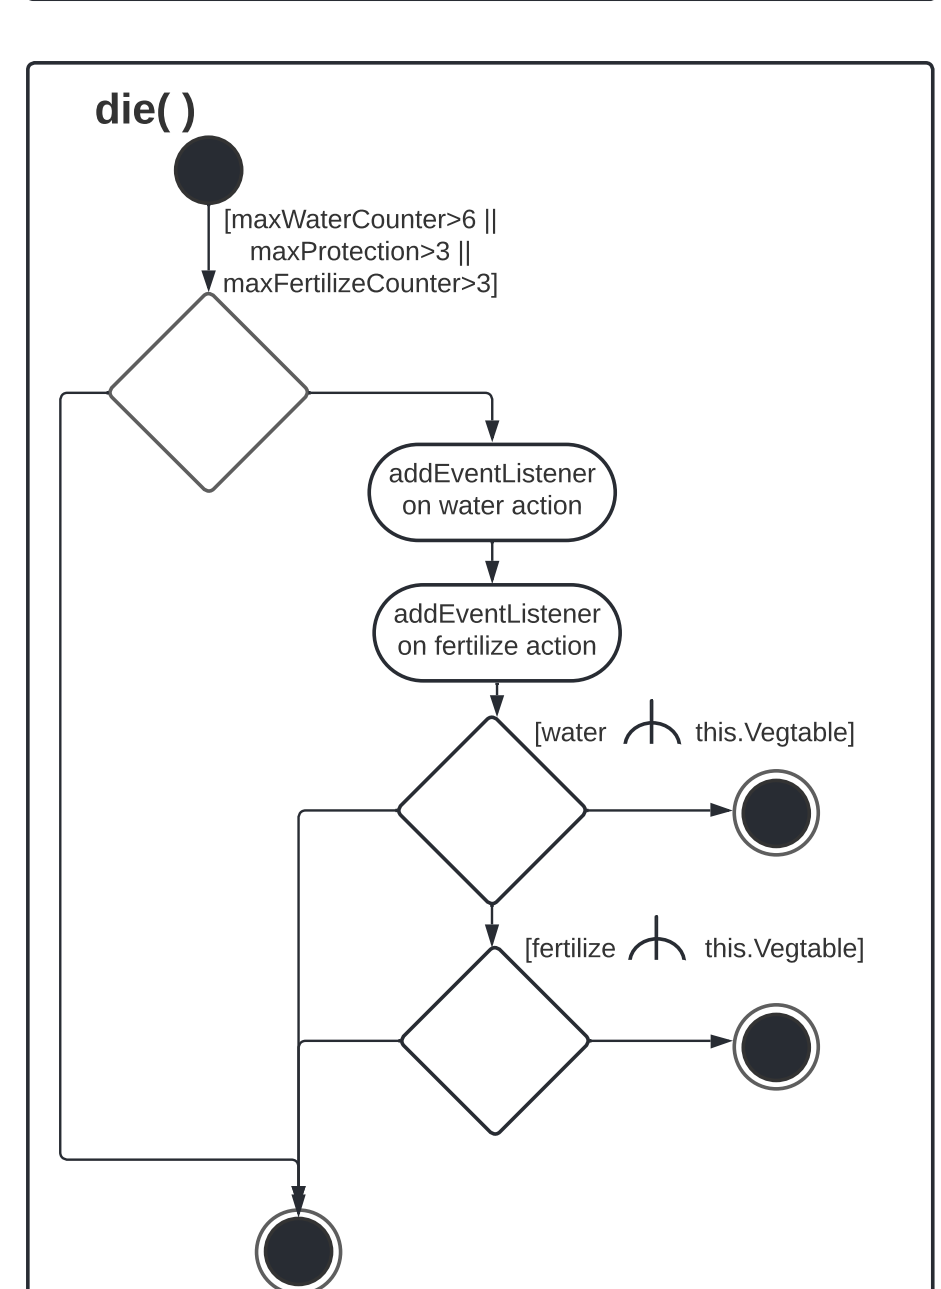 die( )
[maxWaterCounter>6 ||
maxProtection>3 ||
maxFertilizeCounter>3]
addEventListener
on water action
addEventListener
on fertilize action
[water this.Vegtable]
[fertilize this.Vegtable]